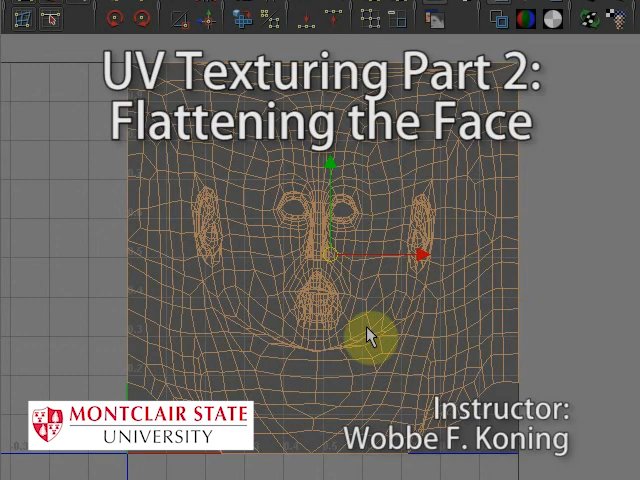 UV Texturing Part 2:
Flattening the Face
MONTCLAIR STATE
UNIVERSITY
Instructor:
Wobbe F. Koning